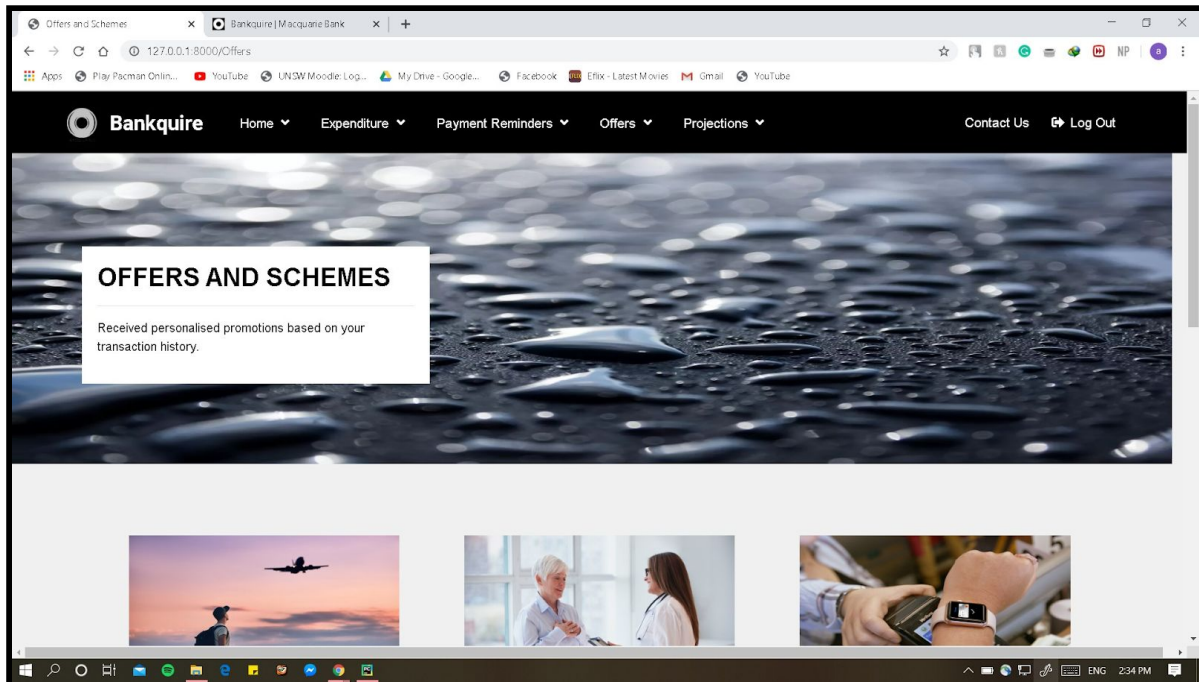 Offers and Schemes
Bankquire | Macquarie Bank
127.0.0.1:8000/Offers
NP
a
Apps
Play Pacman Onlin...
YouTube
UNSW Moodle: Log...
My Drive - Google...
Facebook
Eflix - Latest Movies
Gmail
YouTube
Bankquire
Home
Expenditure
Payment Reminders
Offers
Projections
Contact Us
Log Out
OFFERS AND SCHEMES
Received personalised promotions based on your
transaction history.
ENG
2:34 PM